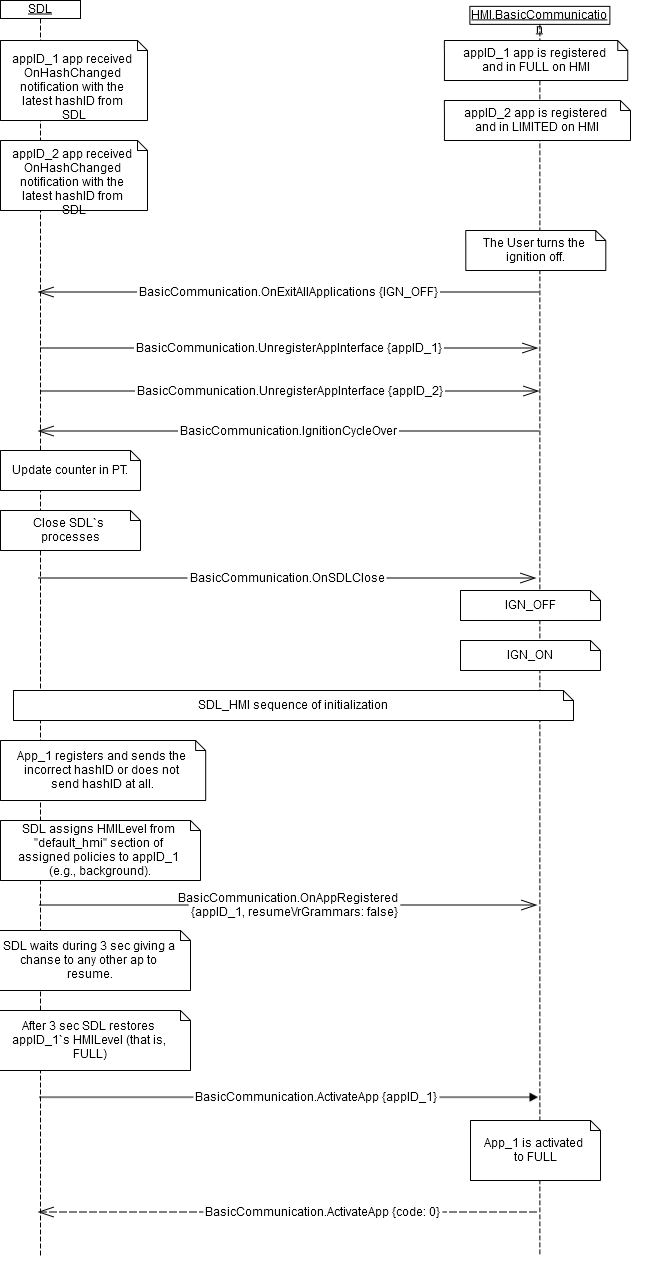 SDL
HMI.BasicCommunicatio
n
appID_1 app received
OnHashChanged
notification with the
latest hashID from
SDL
appID_1 app is registered
and in FULL on HMI
appID_2 app is registered
and in LIMITED on HMI
appID_2 app received
OnHashChanged
notification with the
latest hashID from
SDL
The User turns the
ignition off.
BasicCommunication.OnExitAllApplications {IGN_OFF}
BasicCommunication.UnregisterAppInterface {appID_1}
BasicCommunication.UnregisterAppInterface {appID_2}
BasicCommunication.IgnitionCycleOver
Update counter in PT.
Close SDL`s
processes
BasicCommunication.OnSDLClose
IGN_OFF
IGN_ON
SDL_HMI sequence of initialization
App_1 registers and sends the
incorrect hashID or does not
send hashID at all.
SDL assigns HMILevel from
"default_hmi" section of
assigned policies to appID_1
(e.g., background).
BasicCommunication.OnAppRegistered
{appID_1, resumeVrGrammars: false}
SDL waits during 3 sec giving a
chanse to any other ap to
resume.
After 3 sec SDL restores
appID_1`s HMILevel (that is,
FULL)
BasicCommunication.ActivateApp {appID_1}
App_1 is activated
to FULL
BasicCommunication.ActivateApp {code: 0}